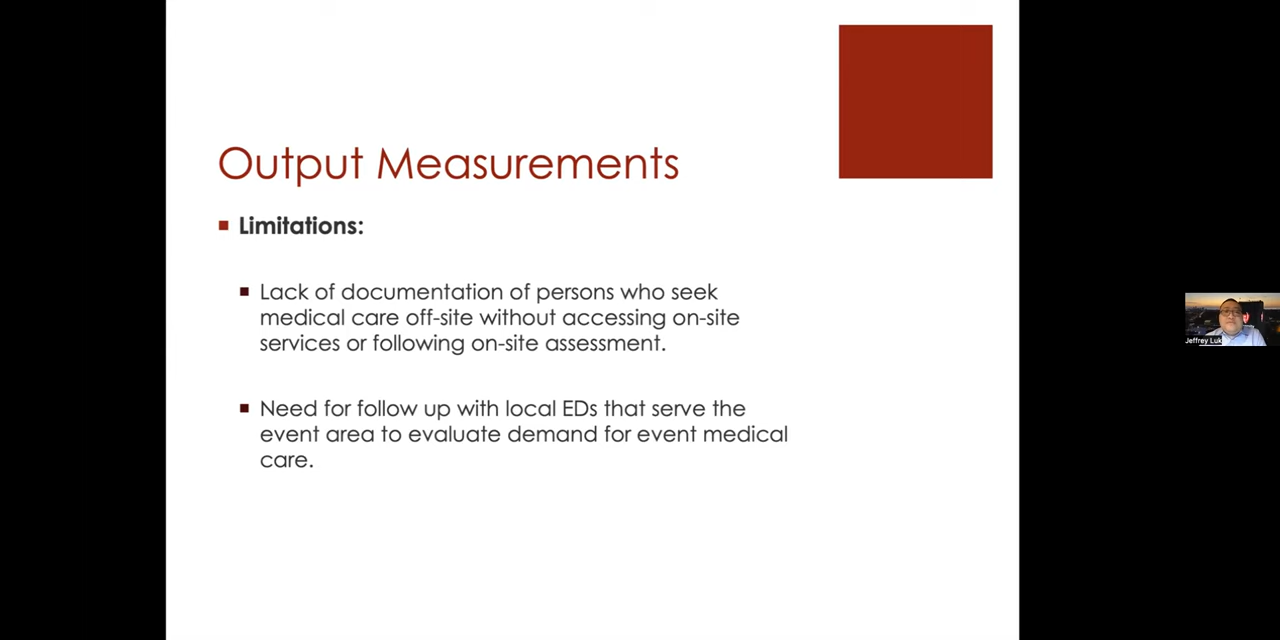 Output Measurements
Limitations:
Lack of documentation of persons who seek
medical care off-site without accessing on-site
services or following on-site assessment.
Need for follow up with local EDs that serve the
event area to evaluate demand for event medical
care.
Jeffrey Luk